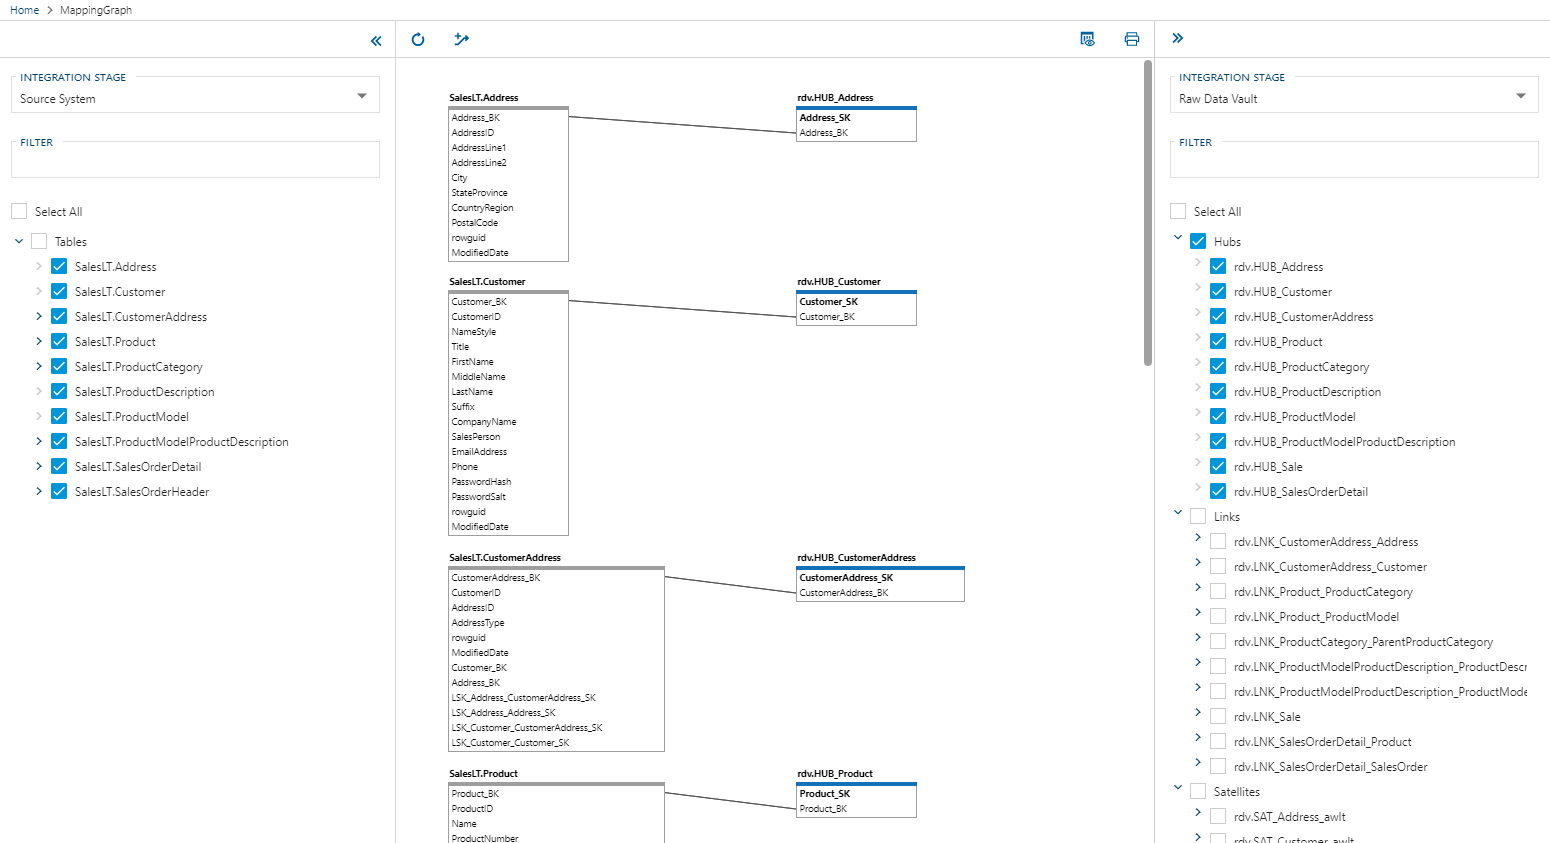 Home > MappingGraph
INTEGRATION STAGE
Source System
FILTER
Select All
Tables
SalesLT.Address
SalesLT.Customer
SalesLT.CustomerAddress
SalesLT.Product
SalesLT.ProductCategory
SalesLT.ProductDescription
SalesLT.ProductModel
SalesLT.ProductModelProductDescription
SalesLT.SalesOrderDetail
SalesLT.SalesOrderHeader
SalesLT.Address
Address_BK
AddressID
AddressLine1
AddressLine2
City
StateProvince
CountryRegion
PostalCode
rowguid
ModifiedDate
rdv.HUB_Address
Address_SK
Address_BK
SalesLT.Customer
Customer_BK
CustomerID
NameStyle
Title
FirstName
MiddleName
LastName
Suffix
CompanyName
SalesPerson
EmailAddress
Phone
PasswordHash
PasswordSalt
rowguid
ModifiedDate
rdv.HUB_Customer
Customer_SK
Customer_BK
SalesLT.CustomerAddress
CustomerAddress_BK
CustomerID
AddressID
AddressType
rowguid
ModifiedDate
Customer_BK
Address_BK
LSK_Address_CustomerAddress_SK
LSK_Address_Address_SK
LSK_Customer_CustomerAddress_SK
LSK_Customer_Customer_SK
rdv.HUB_CustomerAddress
CustomerAddress_SK
CustomerAddress_BK
SalesLT.Product
Product_BK
ProductID
Name
ProductNumber
rdv.HUB_Product
Product_SK
Product_BK
INTEGRATION STAGE
Raw Data Vault
FILTER
Select All
Hubs
rdv.HUB_Address
rdv.HUB_Customer
rdv.HUB_CustomerAddress
rdv.HUB_Product
rdv.HUB_ProductCategory
rdv.HUB_ProductDescription
rdv.HUB_ProductModel
rdv.HUB_ProductModelProductDescription
rdv.HUB_Sale
rdv.HUB_SalesOrderDetail
Links
rdv.LNK_CustomerAddress_Address
rdv.LNK_CustomerAddress_Customer
rdv.LNK_Product_ProductCategory
rdv.LNK_Product_ProductModel
rdv.LNK_ProductCategory_ParentProductCategory
rdv.LNK_ProductModelProductDescription_ProductDescr
rdv.LNK_ProductModelProductDescription_ProductMode
rdv.LNK_Sale
rdv.LNK_SalesOrderDetail_Product
rdv.LNK_SalesOrderDetail_SalesOrder
Satellites
rdv.SAT_Address_awlt
rdv.SAT_Customer_awlt